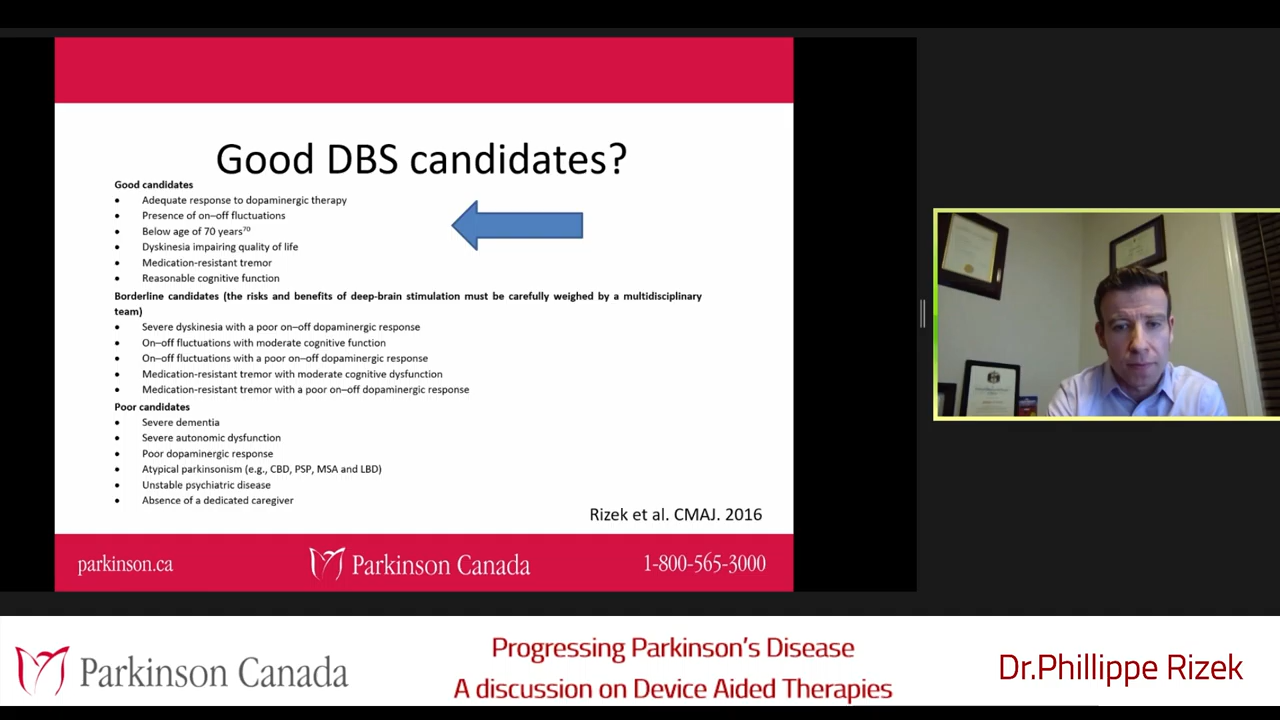 Good DBS candidates?
Good candidates
• Adequate response to dopaminergic therapy
• Presence of on–off fluctuations
• Below age of 70 years⁷⁰
• Dyskinesia impairing quality of life
• Medication-resistant tremor
• Reasonable cognitive function
Borderline candidates (the risks and benefits of deep-brain stimulation must be carefully weighed by a multidisciplinary
team)
• Severe dyskinesia with a poor on–off dopaminergic response
• On–off fluctuations with moderate cognitive function
• On–off fluctuations with a poor on–off dopaminergic response
• Medication-resistant tremor with moderate cognitive dysfunction
• Medication-resistant tremor with a poor on–off dopaminergic response
Poor candidates
• Severe dementia
• Severe autonomic dysfunction
• Poor dopaminergic response
• Atypical parkinsonism (e.g., CBD, PSP, MSA and LBD)
• Unstable psychiatric disease
• Absence of a dedicated caregiver
Rizek et al. CMAJ. 2016
parkinson.ca
Parkinson Canada
1-800-565-3000
Parkinson Canada
Progressing Parkinson's Disease
A discussion on Device Aided Therapies
Dr.Phillippe Rizek